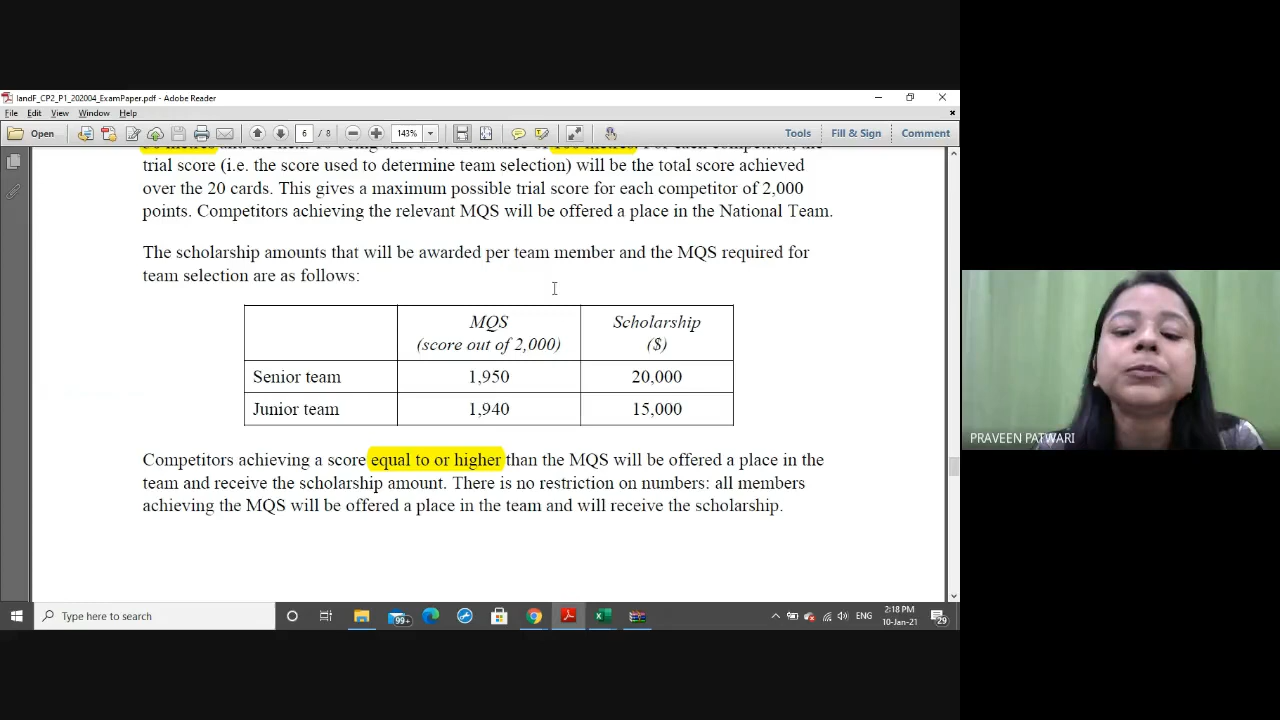 IandF_CP2_P1_202004_ExamPaper.pdf - Adobe Reader
File Edit View Window Help
Open 6 / 8 143% Tools Fill & Sign Comment
trial score (i.e. the score used to determine team selection) will be the total score achieved
over the 20 cards. This gives a maximum possible trial score for each competitor of 2,000
points. Competitors achieving the relevant MQS will be offered a place in the National Team.
The scholarship amounts that will be awarded per team member and the MQS required for
team selection are as follows:
MQS Scholarship
(score out of 2,000) ($)
Senior team 1,950 20,000
Junior team 1,940 15,000
PRAVEEN PATWARI
Competitors achieving a score equal to or higher than the MQS will be offered a place in the
team and receive the scholarship amount. There is no restriction on numbers: all members
achieving the MQS will be offered a place in the team and will receive the scholarship.
Type here to search 99+ ENG 2:18 PM
10-Jan-21 29